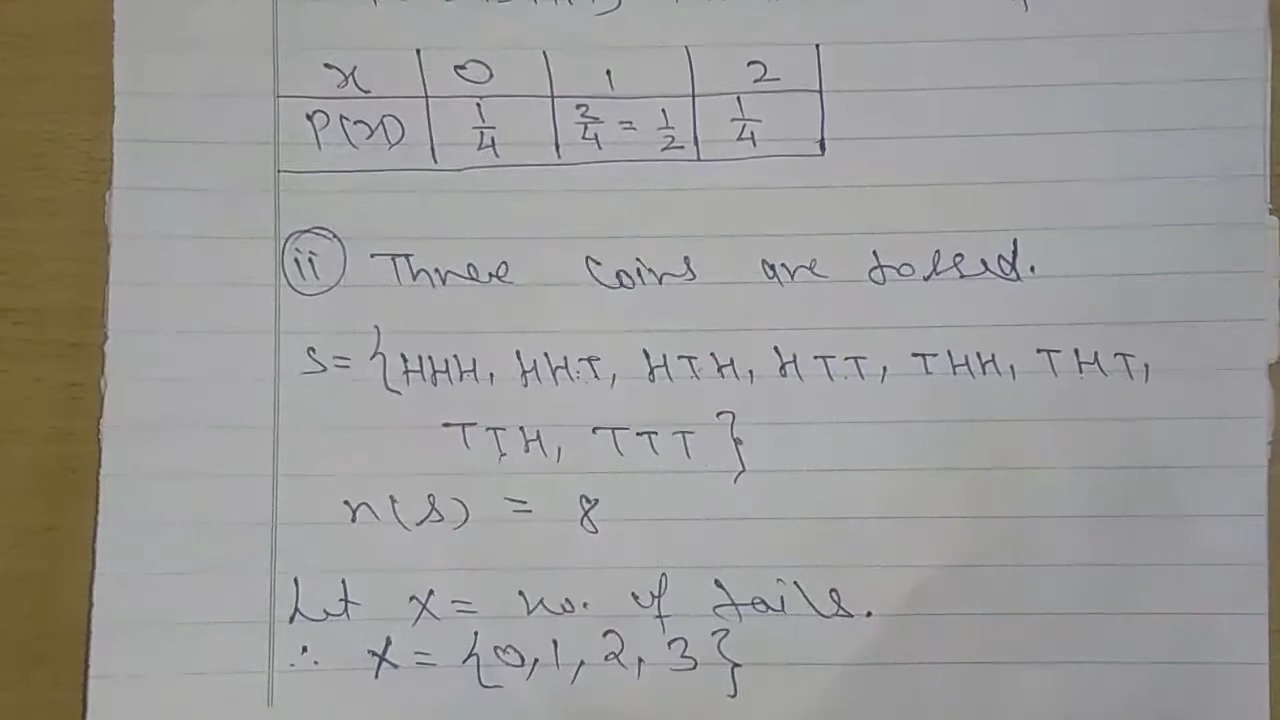 x 0 1 2
P(x) 1/4 2/4 = 1/2 1/4
(ii) Three coins are tossed.
S = {HHH, HHT, HTH, HTT, THH, THT,
TTH, TTT}
n(S) = 8
Let X = no. of tails.
∴ X = {0, 1, 2, 3}